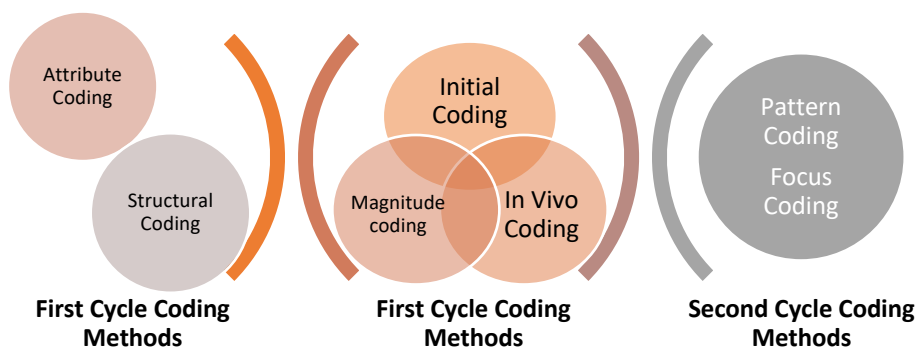 Attribute
Coding
Structural
Coding
First Cycle Coding
Methods
Initial
Coding
Magnitude
coding
In Vivo
Coding
First Cycle Coding
Methods
Pattern
Coding
Focus
Coding
Second Cycle Coding
Methods